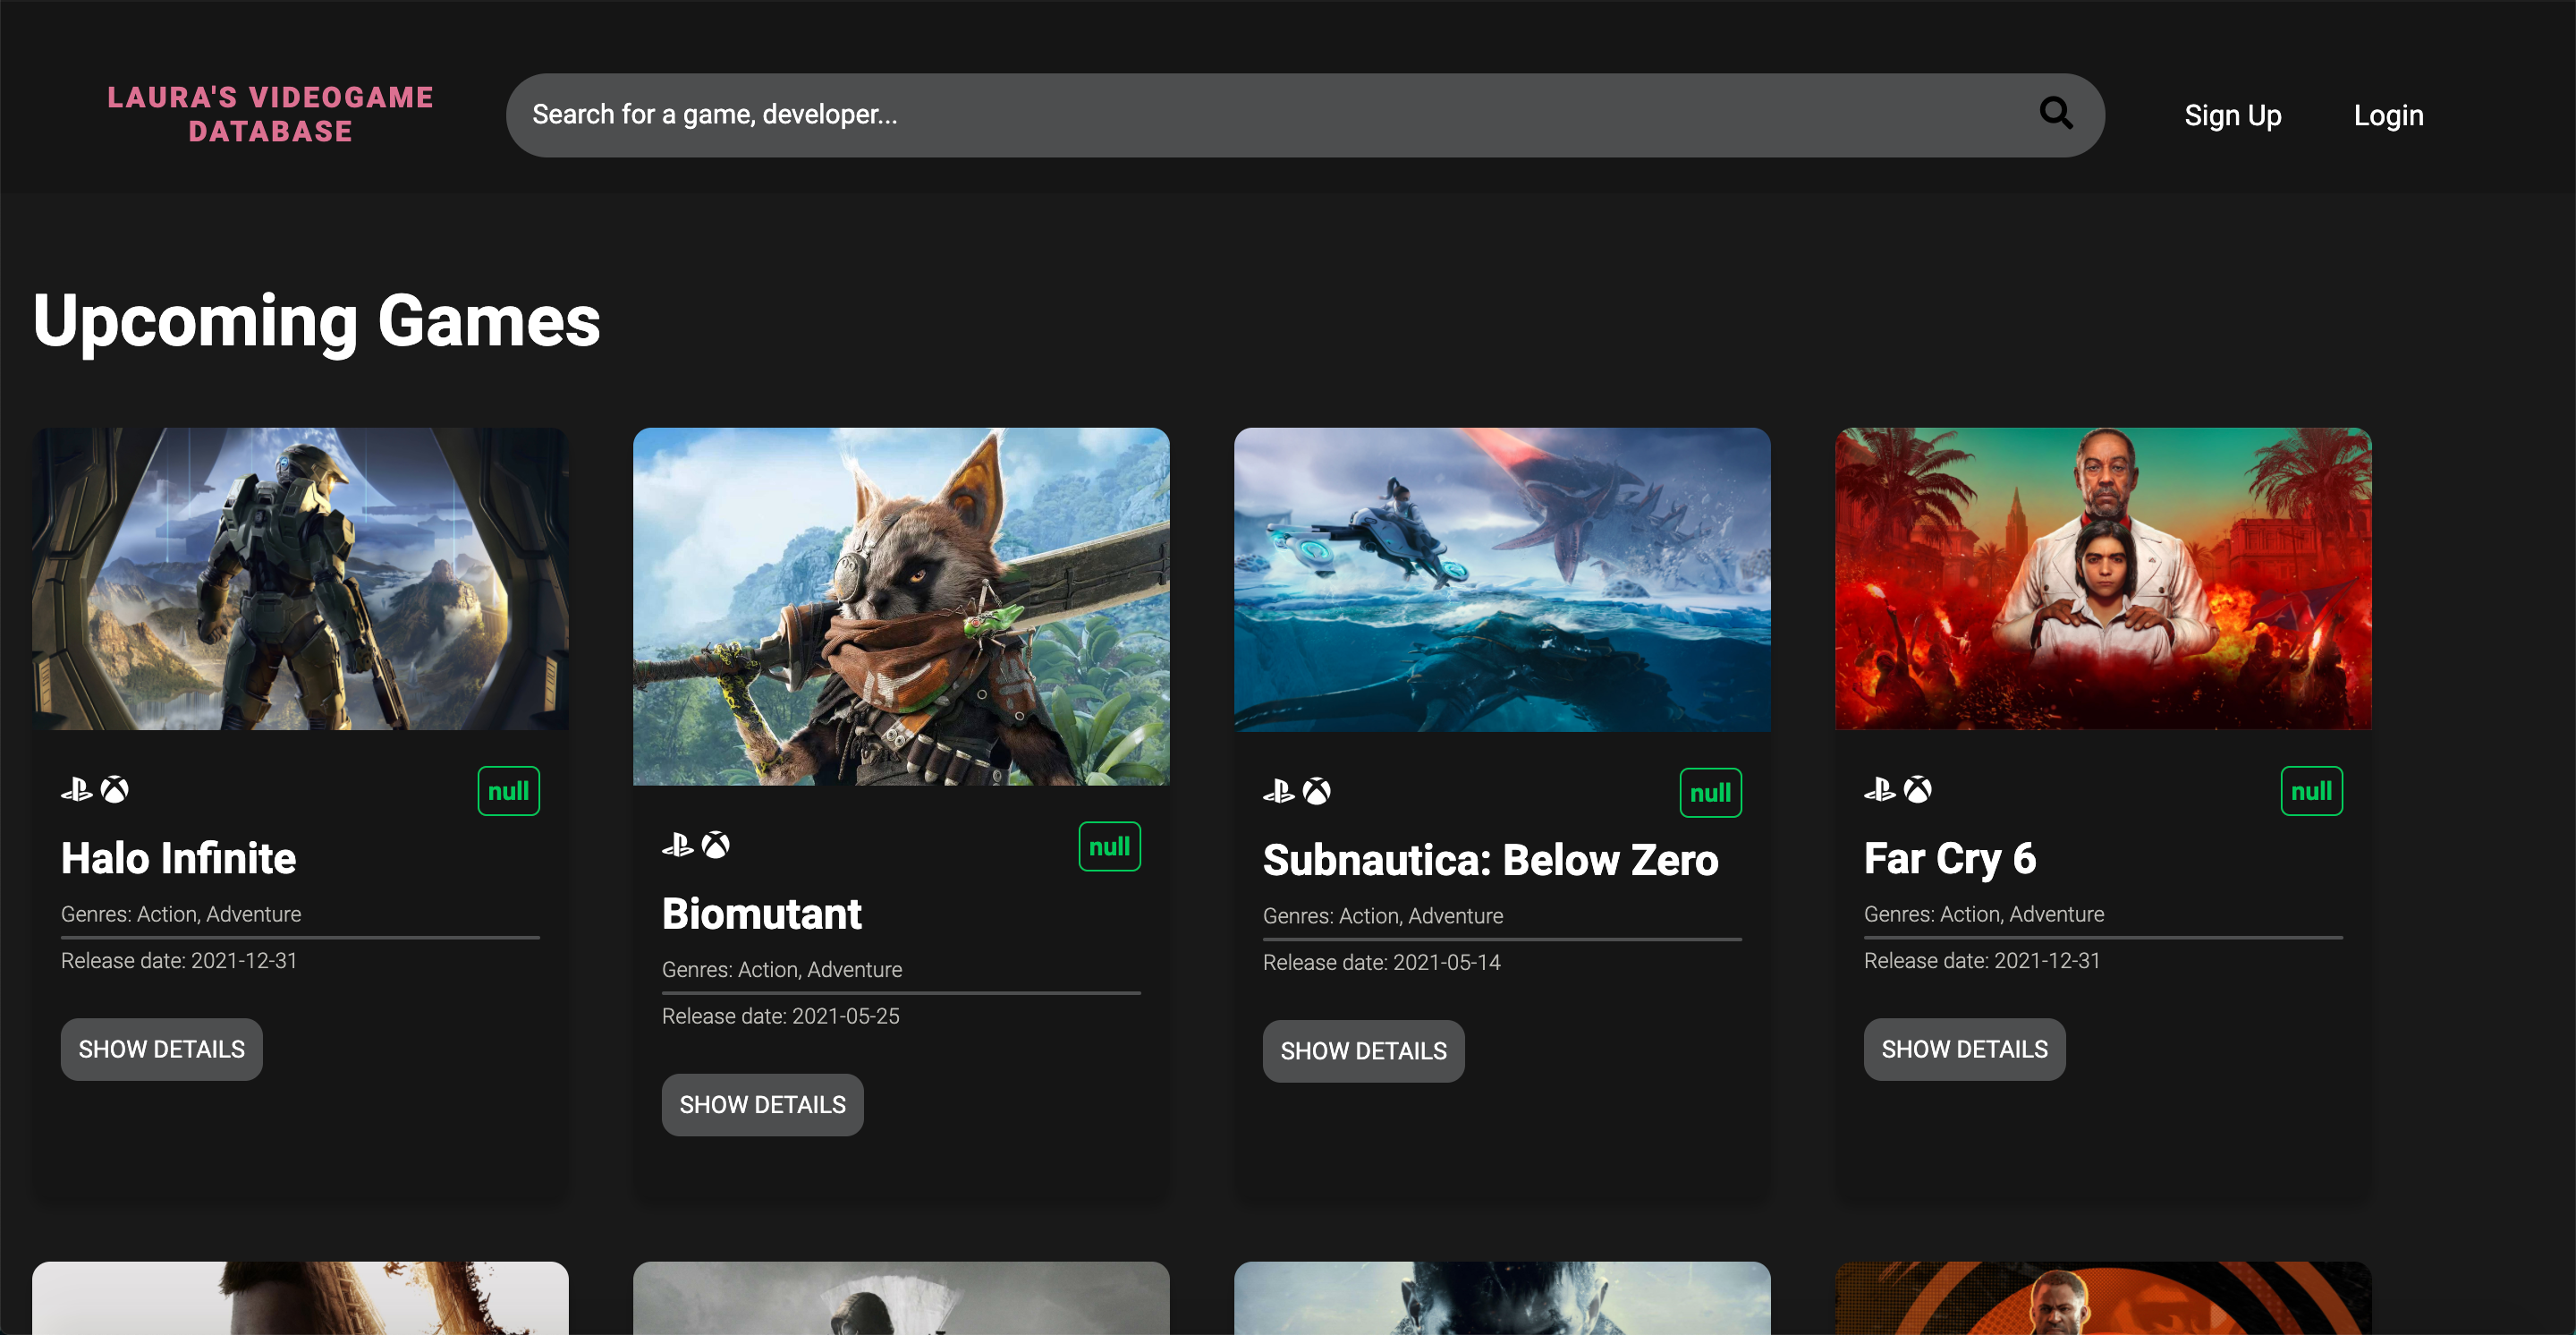 LAURA'S VIDEOGAME
DATABASE
Search for a game, developer...
Sign Up
Login
Upcoming Games
null
Halo Infinite
Genres: Action, Adventure
Release date: 2021-12-31
SHOW DETAILS
null
Biomutant
Genres: Action, Adventure
Release date: 2021-05-25
SHOW DETAILS
null
Subnautica: Below Zero
Genres: Action, Adventure
Release date: 2021-05-14
SHOW DETAILS
null
Far Cry 6
Genres: Action, Adventure
Release date: 2021-12-31
SHOW DETAILS